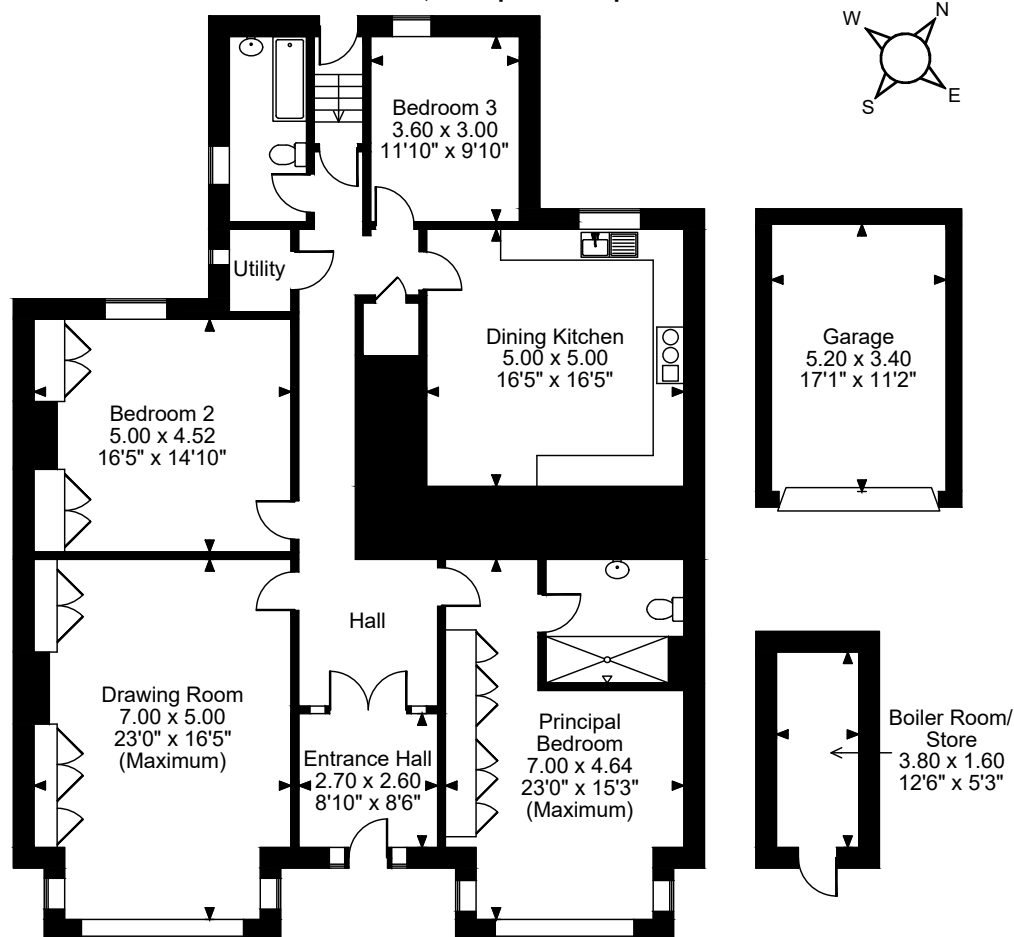 W
N
S
E
Bedroom 3
3.60 x 3.00
11'10" x 9'10"
Utility
Dining Kitchen
5.00 x 5.00
16'5" x 16'5"
Garage
5.20 x 3.40
17'1" x 11'2"
Bedroom 2
5.00 x 4.52
16'5" x 14'10"
Hall
Drawing Room
7.00 x 5.00
23'0" x 16'5"
(Maximum)
Entrance Hall
2.70 x 2.60
8'10" x 8'6"
Principal
Bedroom
7.00 x 4.64
23'0" x 15'3"
(Maximum)
Boiler Room/
Store
3.80 x 1.60
12'6" x 5'3"